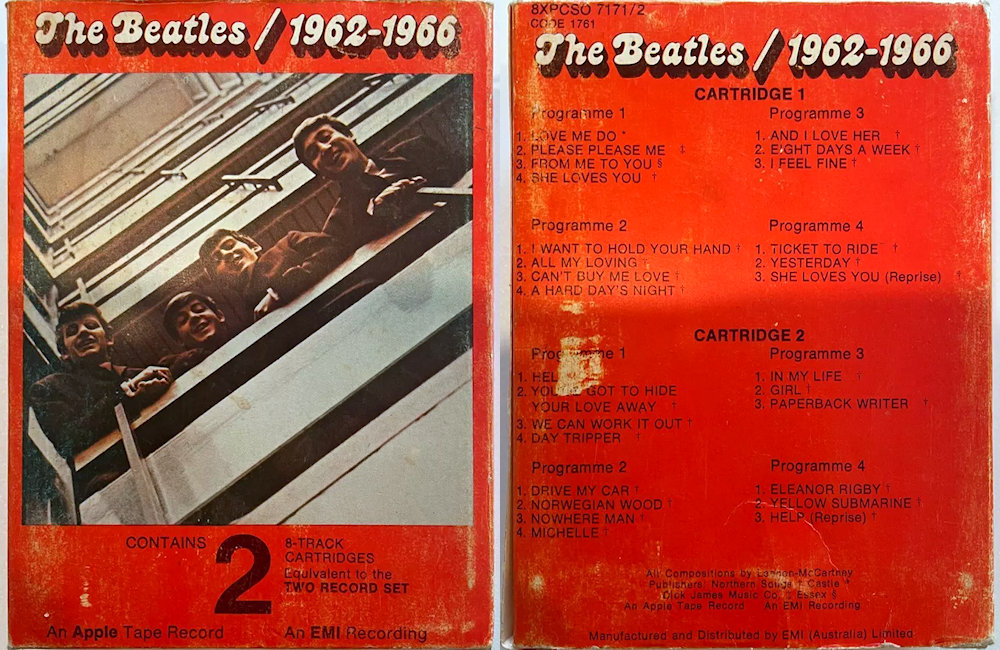 The Beatles / 1962-1966
CONTAINS 2 8-TRACK
CARTRIDGES
Equivalent to the
TWO RECORD SET
An Apple Tape Record An EMI Recording
8XPCSO 7171/2
CODE 1761
The Beatles / 1962-1966
CARTRIDGE 1
Programme 1
1. LOVE ME DO *
2. PLEASE PLEASE ME ‡
3. FROM ME TO YOU §
4. SHE LOVES YOU †
Programme 3
1. AND I LOVE HER †
2. EIGHT DAYS A WEEK †
3. I FEEL FINE †
Programme 2
1. I WANT TO HOLD YOUR HAND †
2. ALL MY LOVING †
3. CAN'T BUY ME LOVE †
4. A HARD DAY'S NIGHT †
Programme 4
1. TICKET TO RIDE †
2. YESTERDAY †
3. SHE LOVES YOU (Reprise) †
CARTRIDGE 2
Programme 1
1.
2. YOU'VE GOT TO HIDE
YOUR LOVE AWAY †
3. WE CAN WORK IT OUT †
4. DAY TRIPPER †
Programme 3
1. IN MY LIFE †
2. GIRL †
3. PAPERBACK WRITER †
Programme 2
1. DRIVE MY CAR †
2. NORWEGIAN WOOD †
3. NOWHERE MAN †
4. MICHELLE †
Programme 4
1. ELEANOR RIGBY †
2. YELLOW SUBMARINE †
3. HELP (Reprise) †
All Compositions by Lennon-McCartney
Publishers: Northern Songs † Castle †
Dick James Music Co. ‡ Essex §
An Apple Tape Record An EMI Recording
Manufactured and Distributed by EMI (Australia) Limited